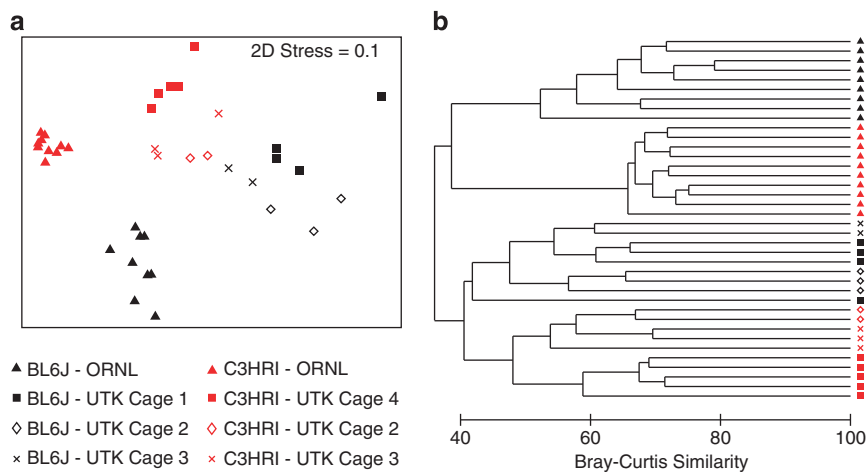 a
2D Stress = 0.1
BL6J - ORNL
BL6J - UTK Cage 1
BL6J - UTK Cage 2
BL6J - UTK Cage 3
C3HRI - ORNL
C3HRI - UTK Cage 4
C3HRI - UTK Cage 2
C3HRI - UTK Cage 3
b
40 60 80 100
Bray-Curtis Similarity